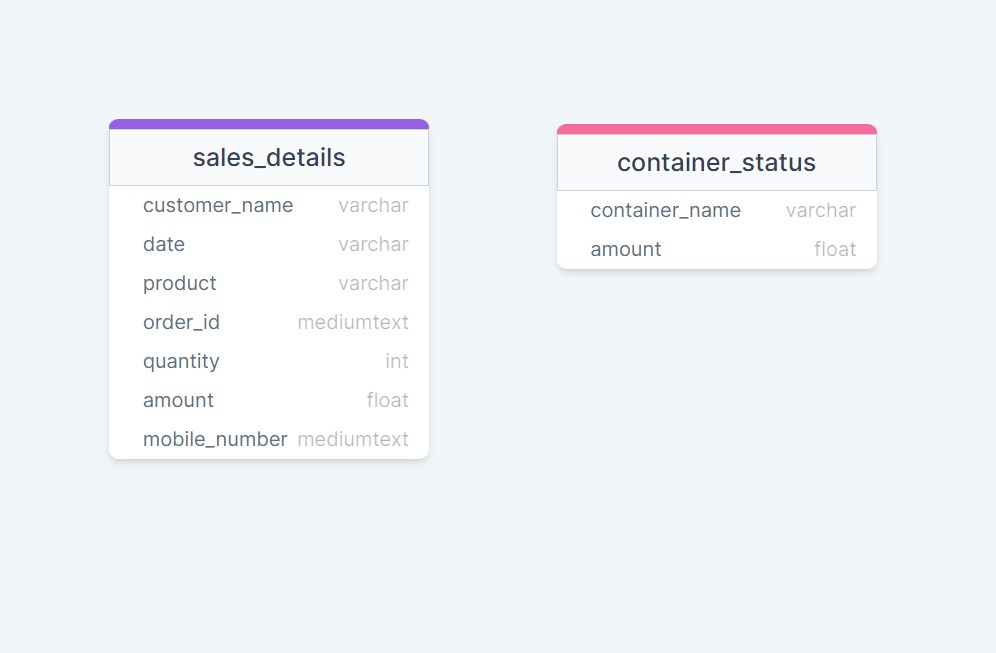 sales_details
customer_name varchar
date varchar
product varchar
order_id mediumtext
quantity int
amount float
mobile_number mediumtext
container_status
container_name varchar
amount float